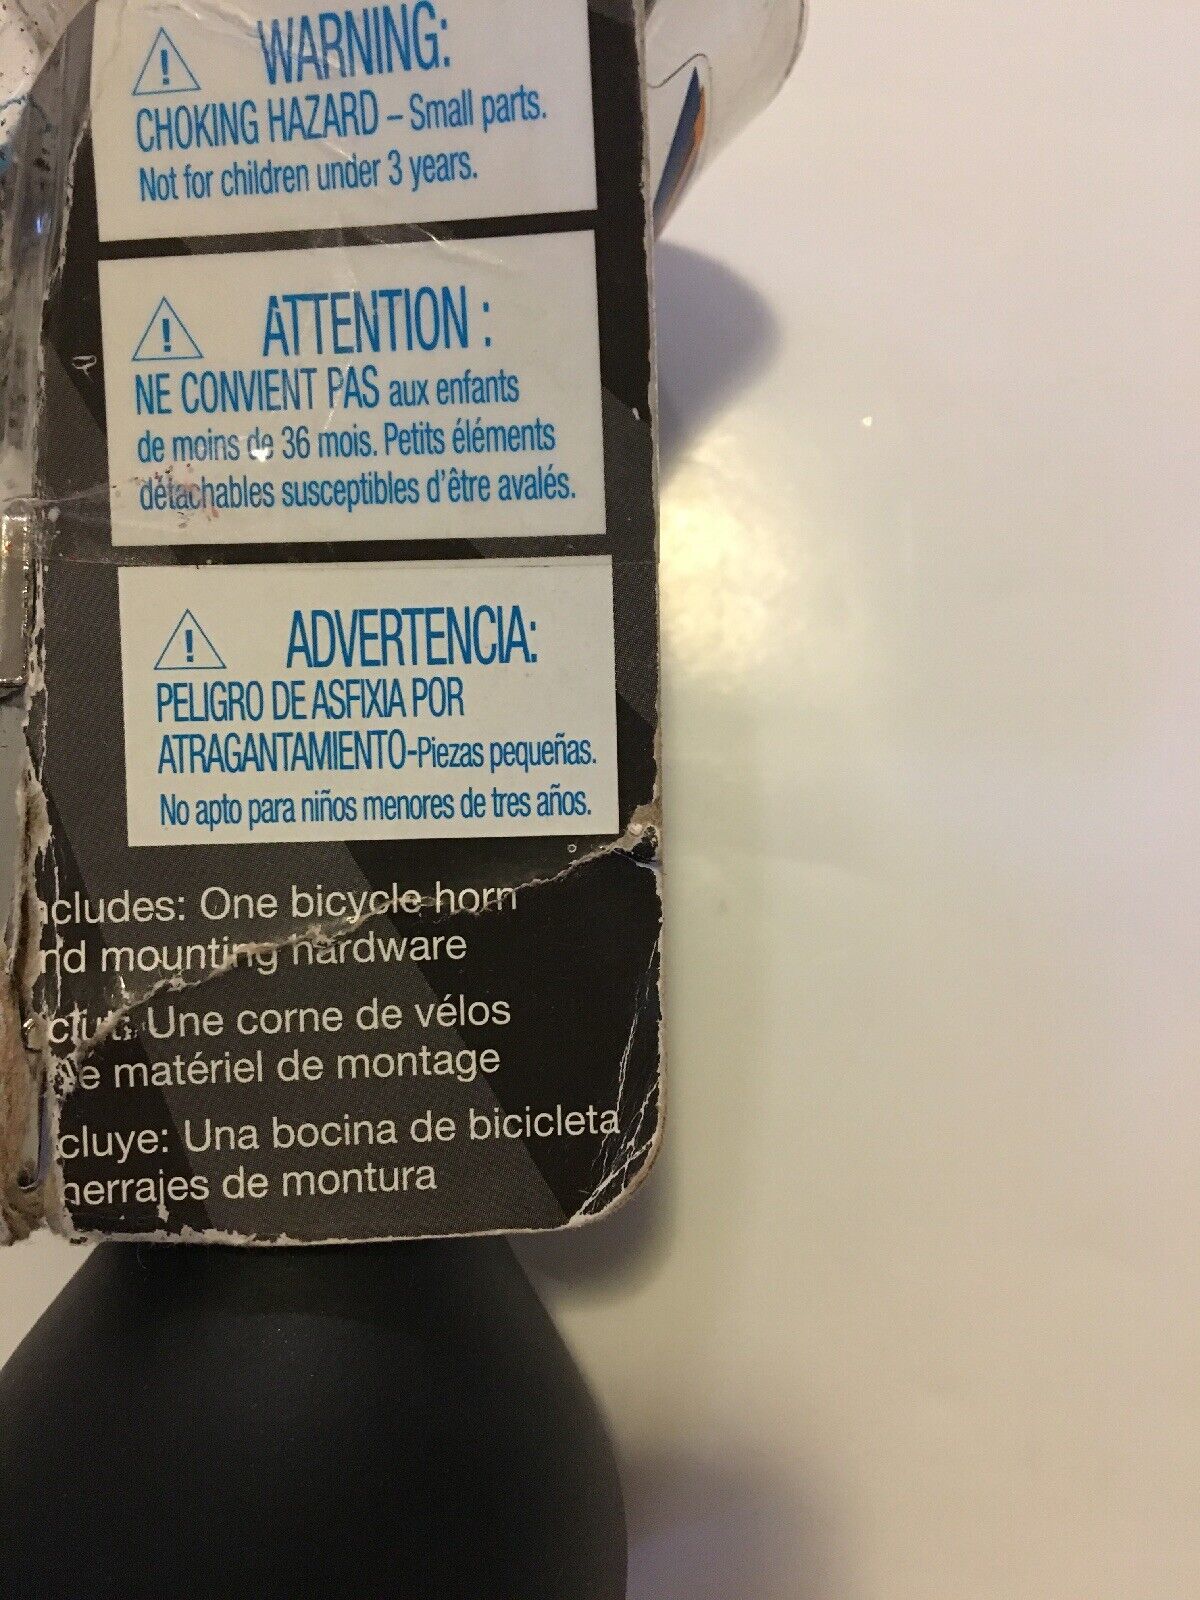 WARNING:
CHOKING HAZARD – Small parts.
Not for children under 3 years.
ATTENTION :
NE CONVIENT PAS aux enfants
de moins de 36 mois. Petits éléments
détachables susceptibles d'être avalés.
ADVERTENCIA:
PELIGRO DE ASFIXIA POR
ATRAGANTAMIENTO-Piezas pequeñas.
No apto para niños menores de tres años.
ncludes: One bicycle horn
nd mounting hardware
clut: Une corne de vélos
e matériel de montage
cluye: Una bocina de bicicleta
herrajes de montura